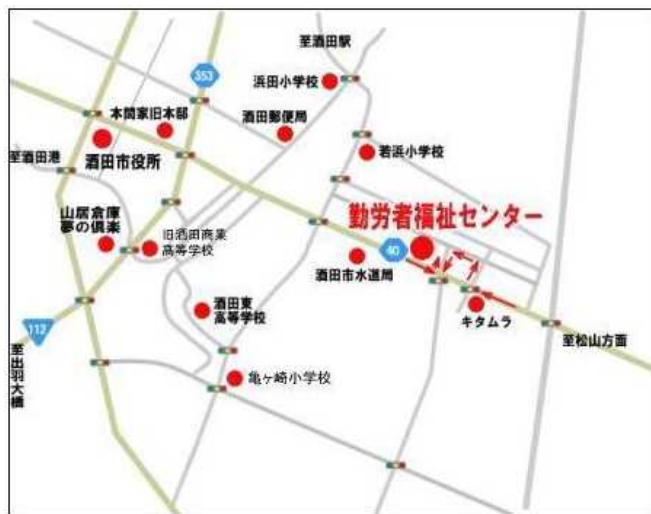 至酒田駅
353
浜田小学校
本間家旧本邸
酒田郵便局
至酒田港
酒田市役所
若浜小学校
山居倉庫
夢の倶楽
旧酒田商業
高等学校
勤労者福祉センター
40
酒田市水道局
112
酒田東
高等学校
キタムラ
至松山方面
至出羽大橋
亀ヶ崎小学校